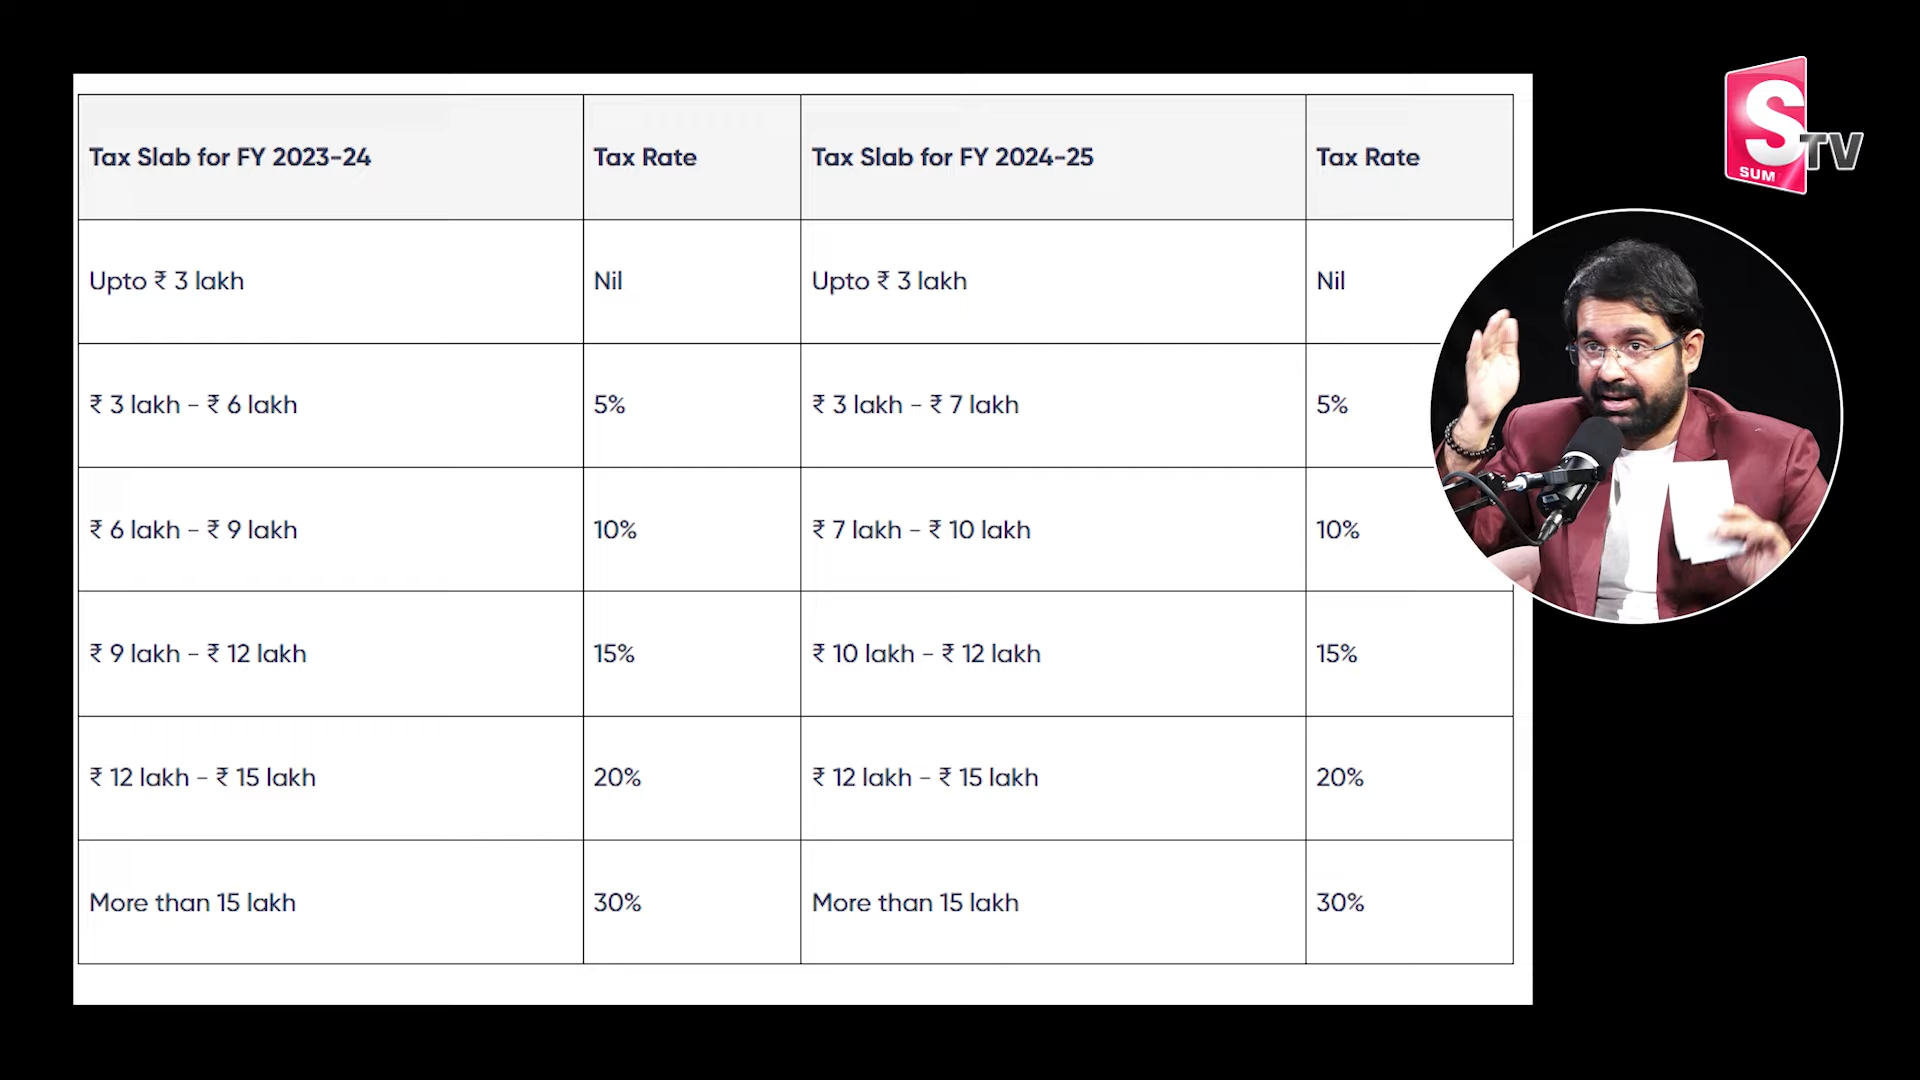 Tax Slab for FY 2023-24 Tax Rate Tax Slab for FY 2024-25 Tax Rate
Upto ₹ 3 lakh Nil Upto ₹ 3 lakh Nil
₹ 3 lakh - ₹ 6 lakh 5% ₹ 3 lakh - ₹ 7 lakh 5%
₹ 6 lakh - ₹ 9 lakh 10% ₹ 7 lakh - ₹ 10 lakh 10%
₹ 9 lakh - ₹ 12 lakh 15% ₹ 10 lakh - ₹ 12 lakh 15%
₹ 12 lakh - ₹ 15 lakh 20% ₹ 12 lakh - ₹ 15 lakh 20%
More than 15 lakh 30% More than 15 lakh 30%
S TV
SUM